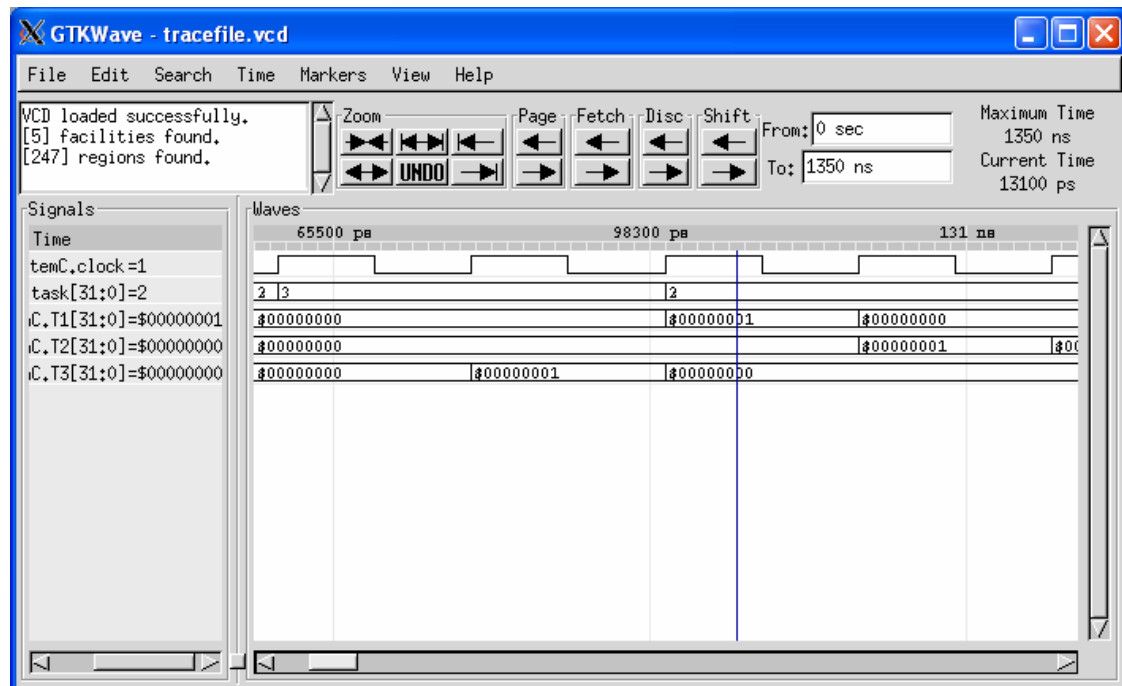 GTKWave - tracefile.vcd
File Edit Search Time Markers View Help
VCD loaded successfully.
[5] facilities found.
[247] regions found.
Zoom Page Fetch Disc Shift
UNDO
From: 0 sec
To: 1350 ns
Maximum Time
1350 ns
Current Time
13100 ps
Signals
Waves
Time
65500 ps 98300 ps 131 ns
temC.clock=1
task[31:0]=2
2 3 2
C.T1[31:0]=$00000001
$00000000 $00000001 $00000000
C.T2[31:0]=$00000000
$00000000 $00000001 $00
C.T3[31:0]=$00000000
$00000000 $00000001 $00000000